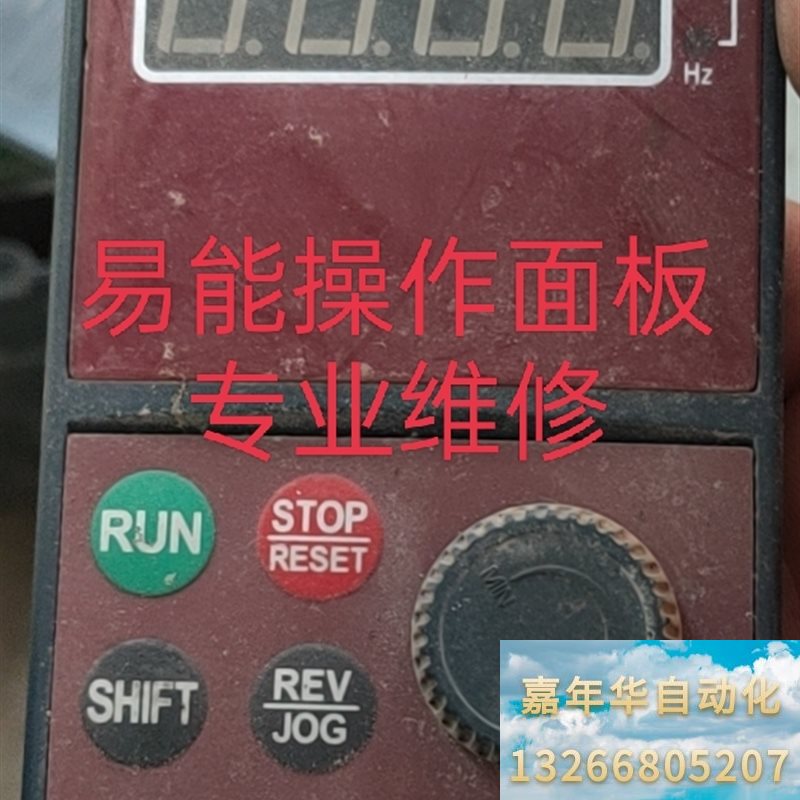 Hz
易能操作面板
专业维修
RUN
STOP
RESET
MIN
SHIFT
REV
JOG
嘉年华自动化
13266805207